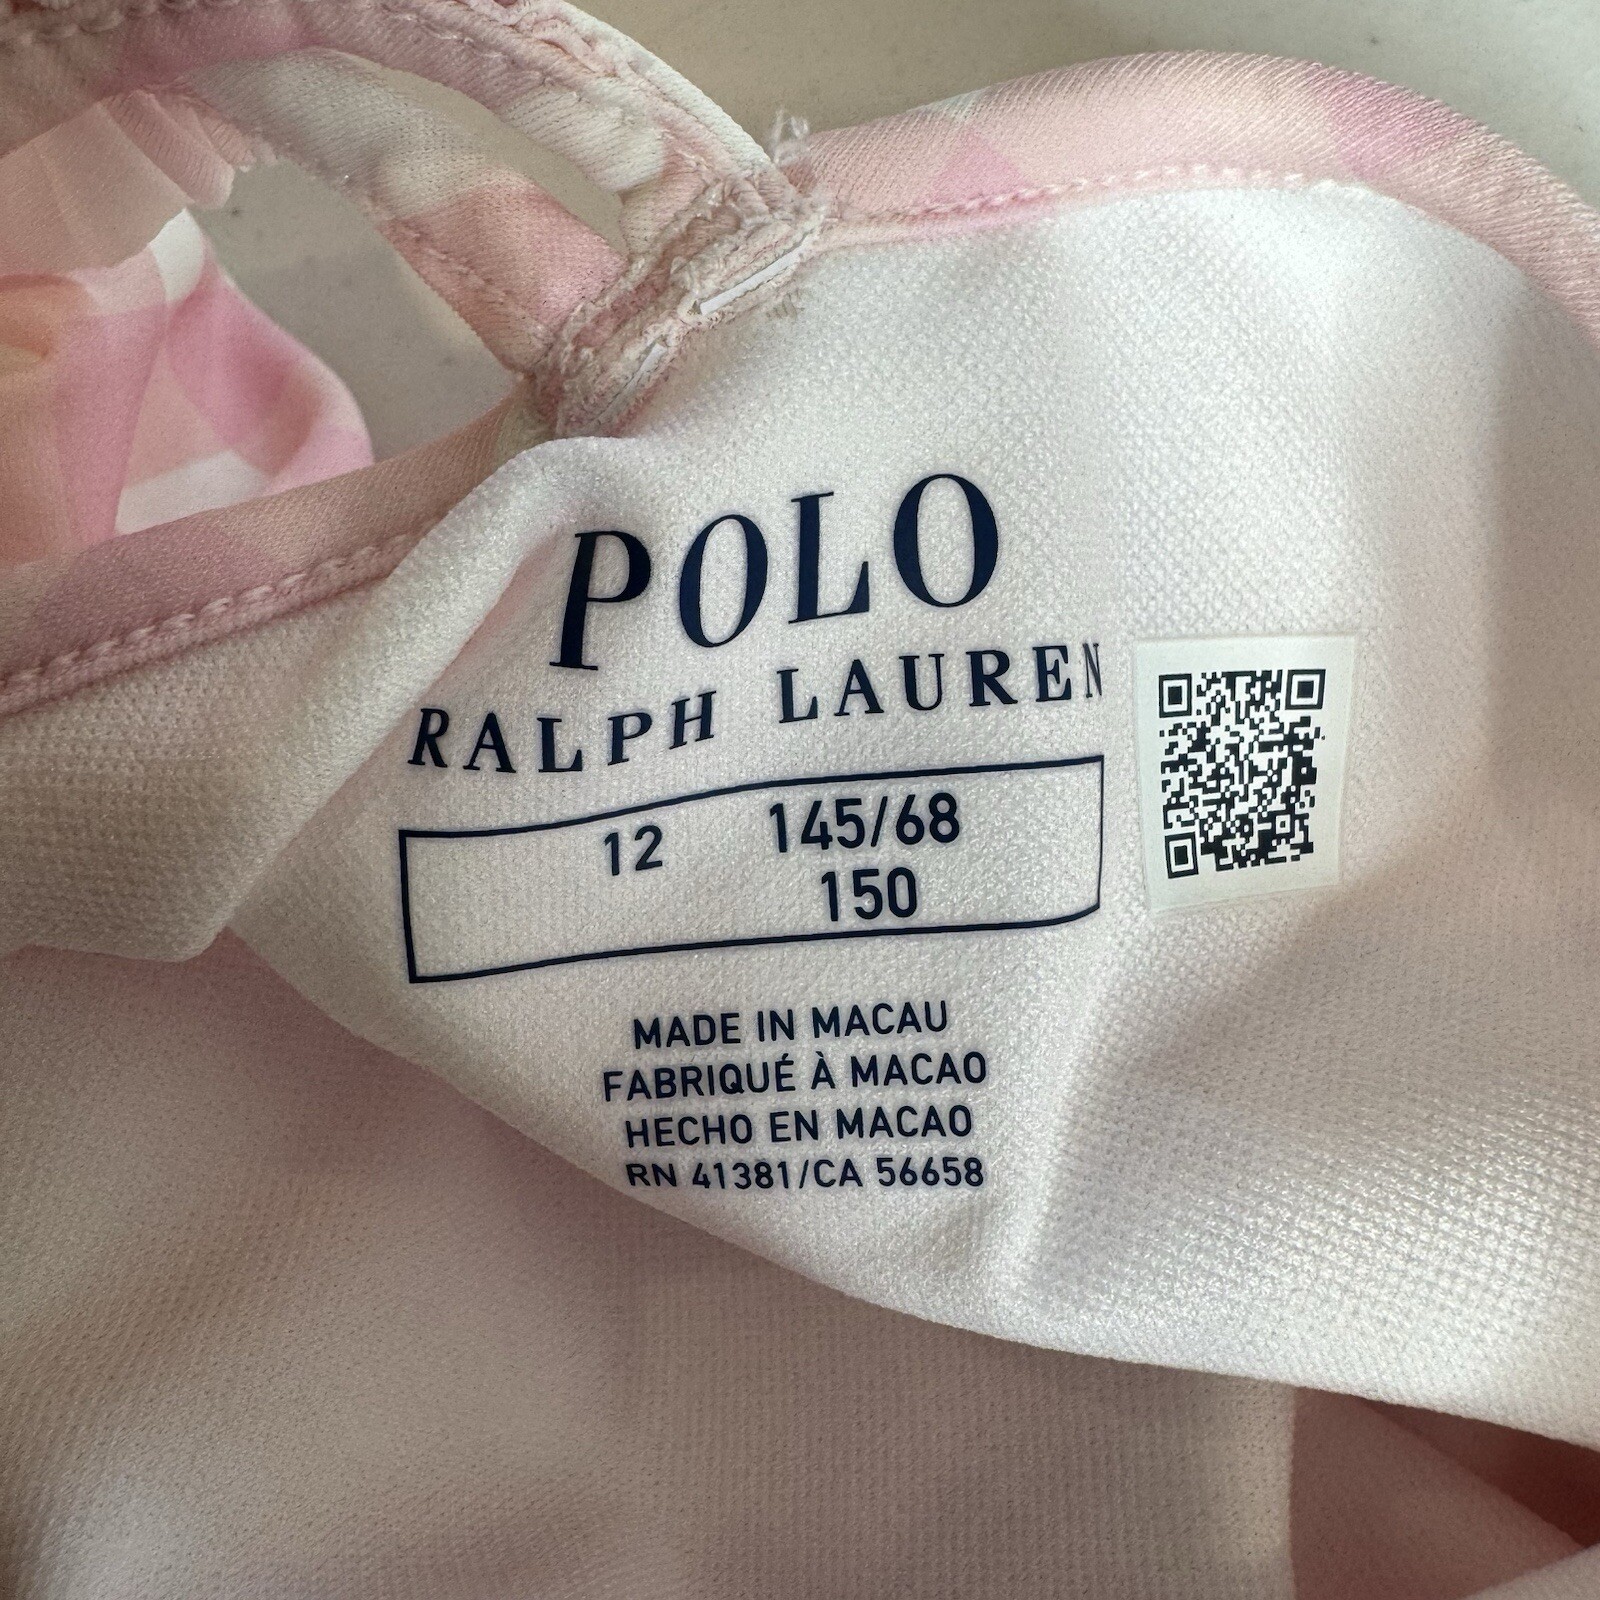 POLO
RALPH LAUREN
12 145/68
150
MADE IN MACAU
FABRIQUÉ À MACAO
HECHO EN MACAO
RN 41381/CA 56658